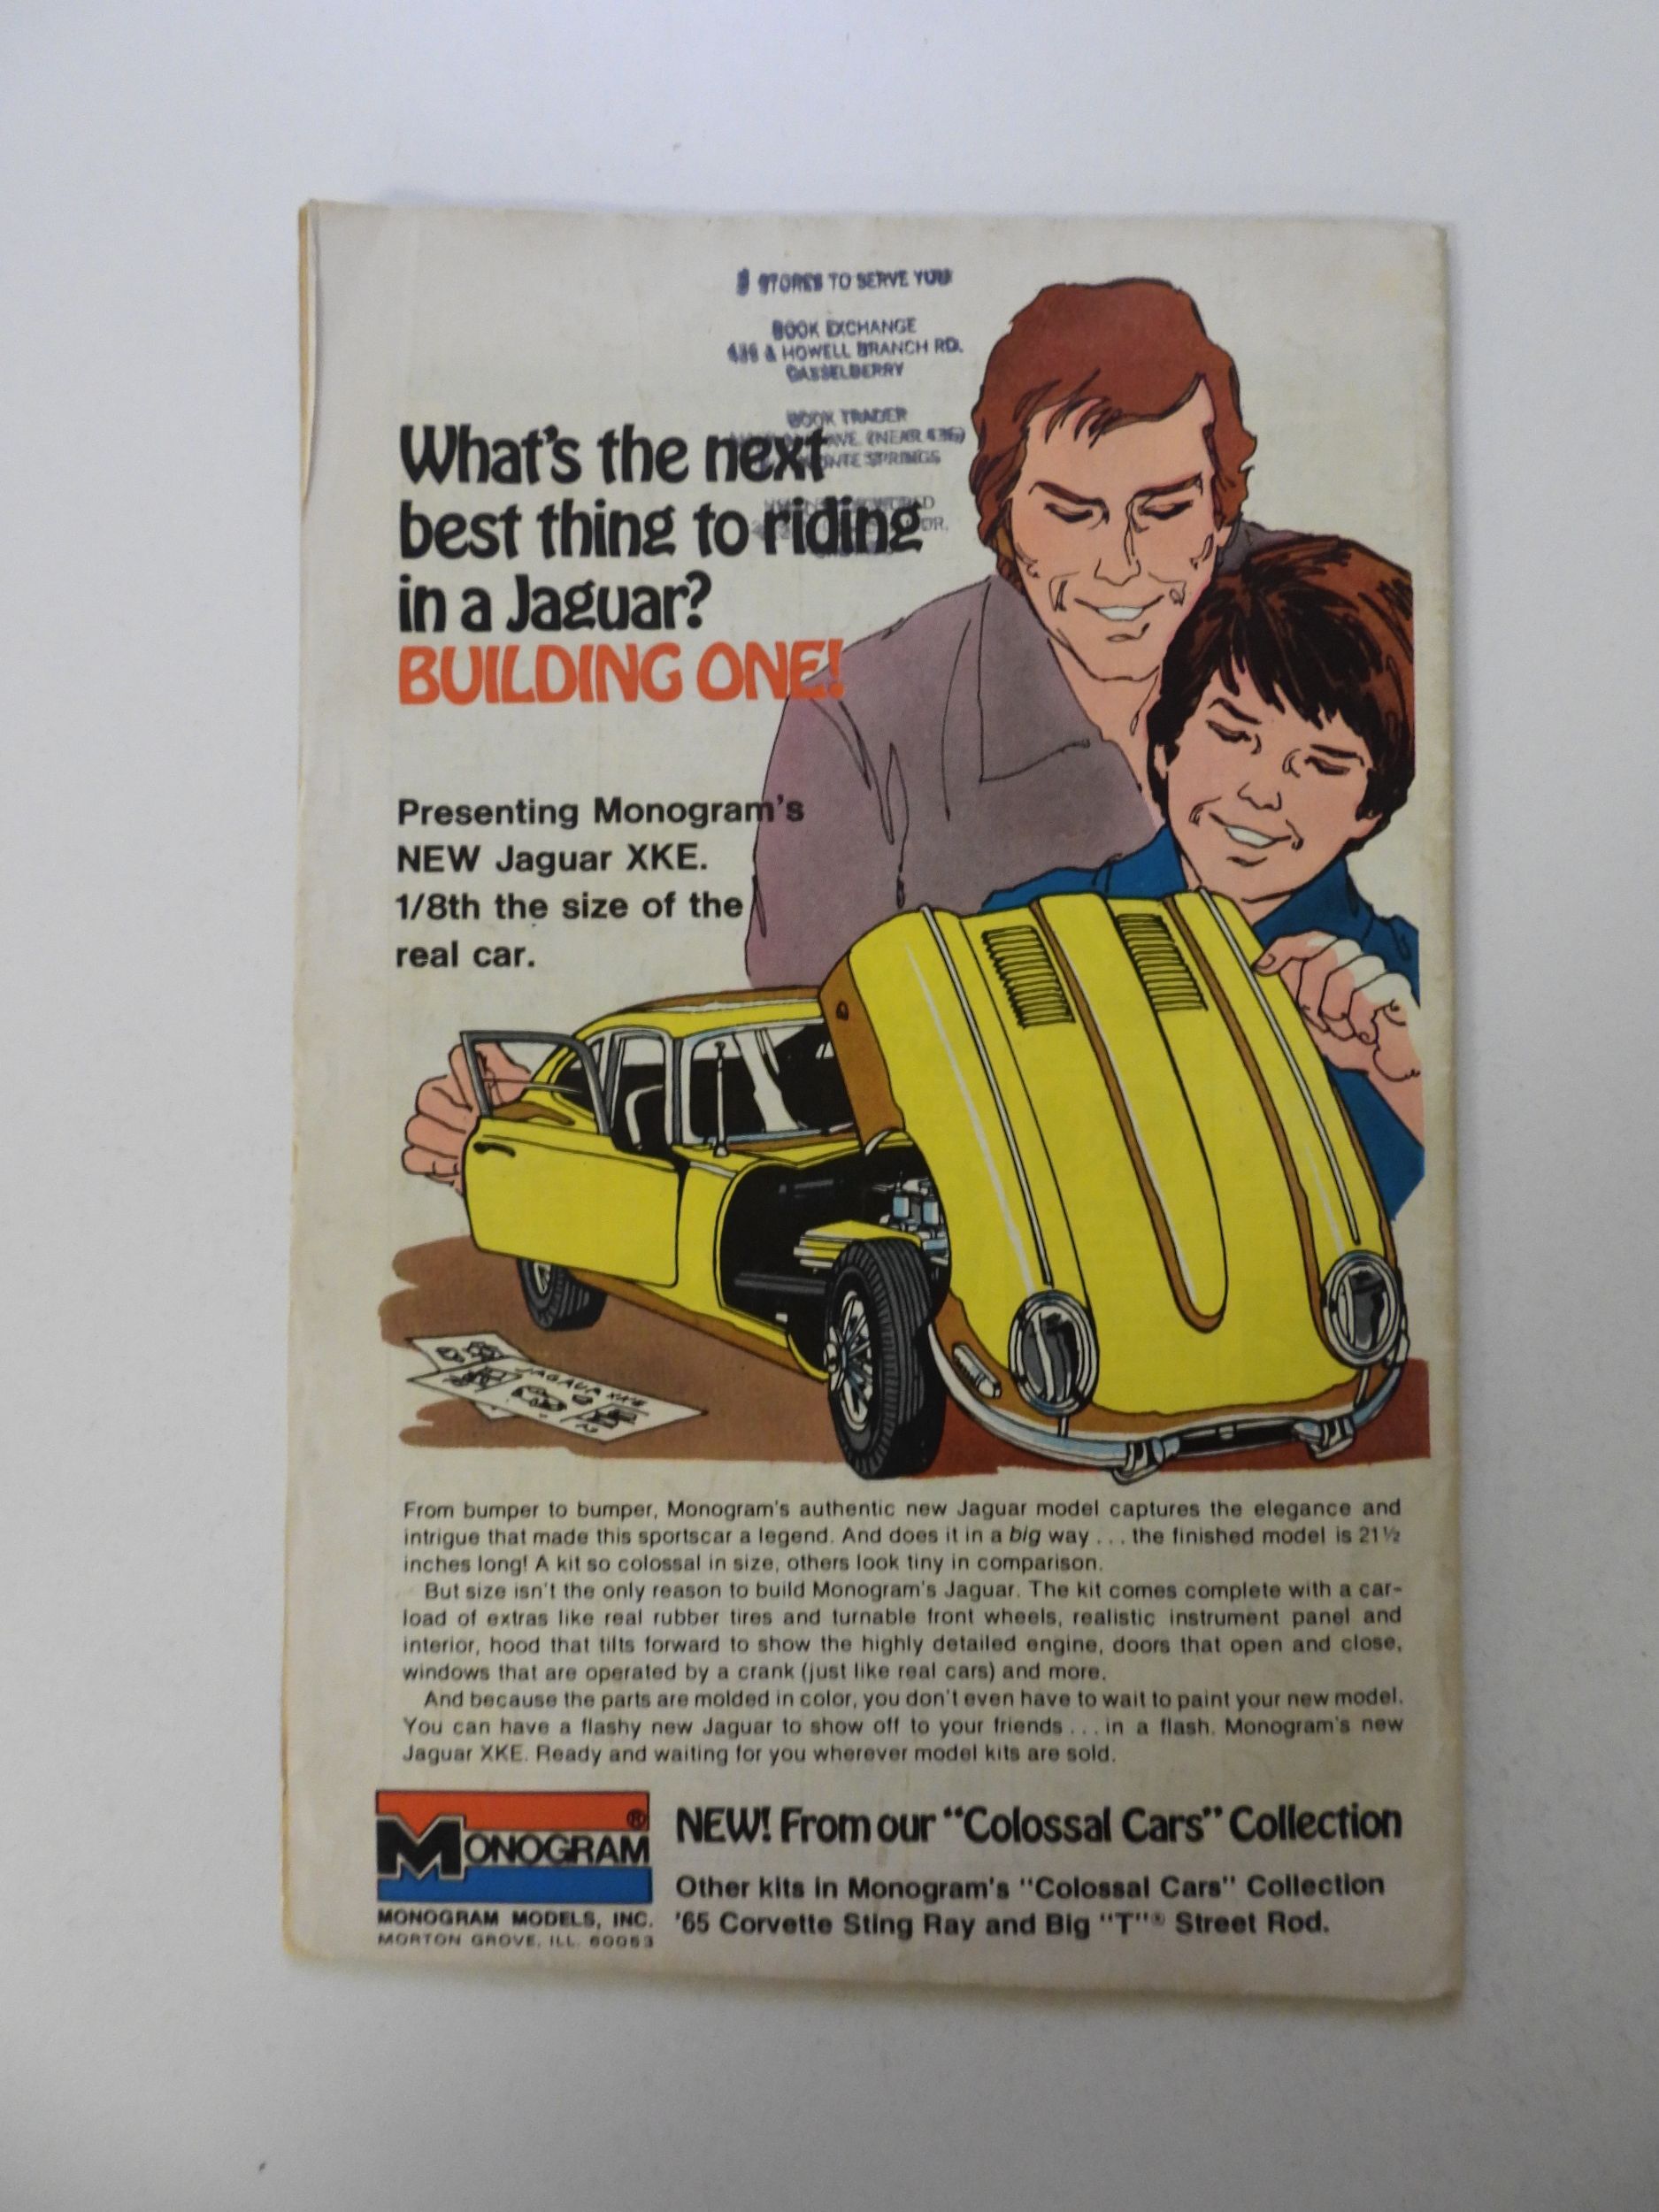 STORES TO SERVE YOU
BOOK EXCHANGE
436 & HOWELL BRANCH RD.
CASSELBERRY
BOOK TRADER
AVE. (NEAR 436)
SPRINGS
What's the next
best thing to riding
in a Jaguar?
BUILDING ONE!
Presenting Monogram's
NEW Jaguar XKE.
1/8th the size of the
real car.
JAGAUA XKE
From bumper to bumper, Monogram's authentic new Jaguar model captures the elegance and
intrigue that made this sportscar a legend. And does it in a big way . . . the finished model is 21½
inches long! A kit so colossal in size, others look tiny in comparison.
But size isn't the only reason to build Monogram's Jaguar. The kit comes complete with a car-
load of extras like real rubber tires and turnable front wheels, realistic instrument panel and
interior, hood that tilts forward to show the highly detailed engine, doors that open and close,
windows that are operated by a crank (just like real cars) and more.
And because the parts are molded in color, you don't even have to wait to paint your new model.
You can have a flashy new Jaguar to show off to your friends . . . in a flash. Monogram's new
Jaguar XKE. Ready and waiting for you wherever model kits are sold.
MONOGRAM®
MONOGRAM MODELS, INC.
MORTON GROVE, ILL. 60053
NEW! From our "Colossal Cars" Collection
Other kits in Monogram's "Colossal Cars" Collection
'65 Corvette Sting Ray and Big "T"® Street Rod.